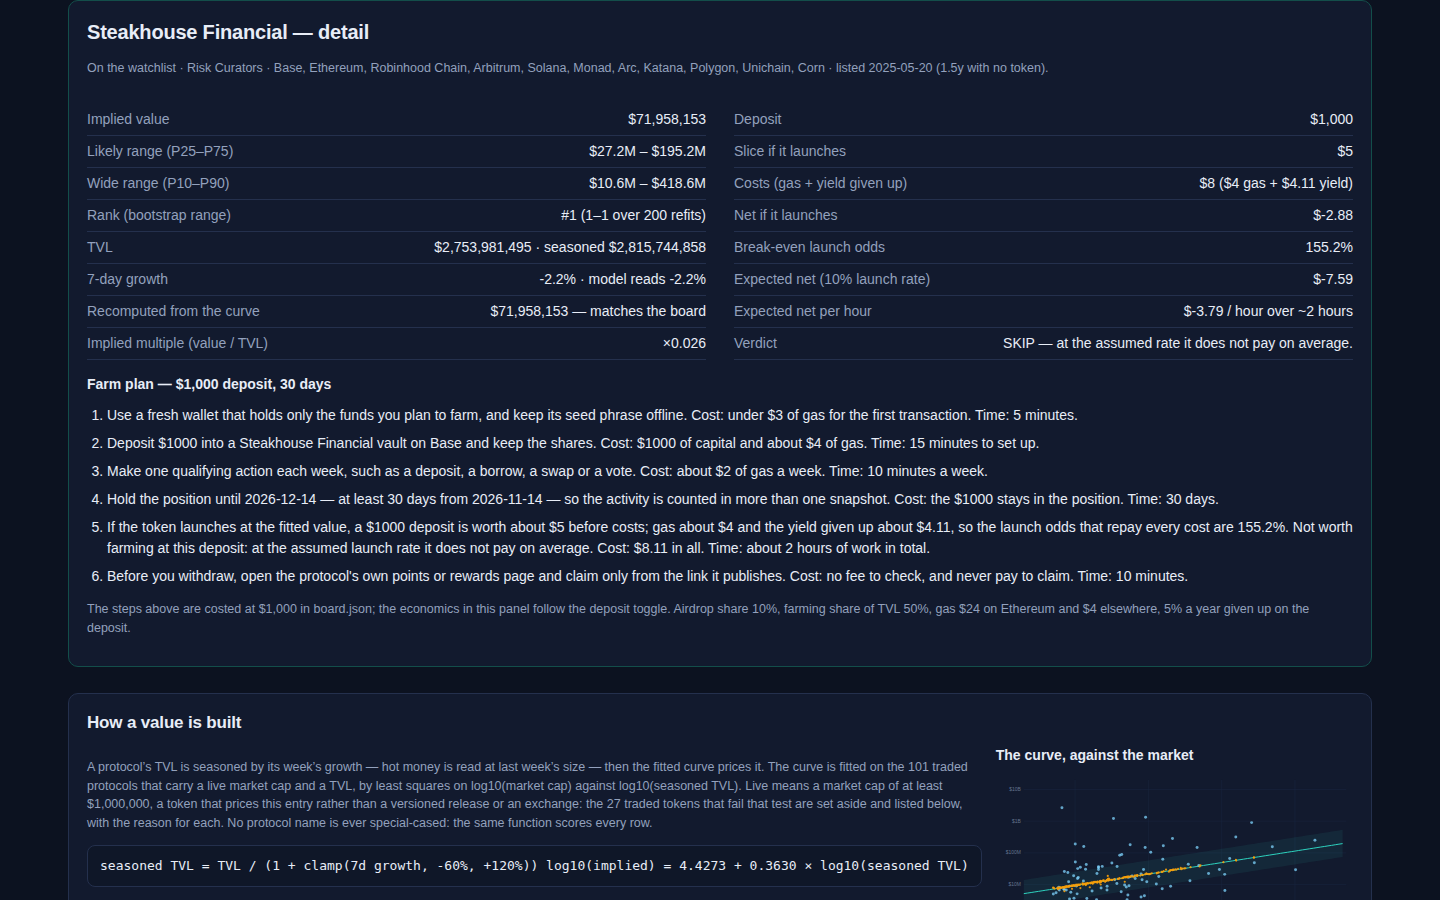 Steakhouse Financial — detail
On the watchlist · Risk Curators · Base, Ethereum, Robinhood Chain, Arbitrum, Solana, Monad, Arc, Katana, Polygon, Unichain, Corn · listed 2025-05-20 (1.5y with no token).
Implied value $71,958,153
Likely range (P25–P75) $27.2M – $195.2M
Wide range (P10–P90) $10.6M – $418.6M
Rank (bootstrap range) #1 (1–1 over 200 refits)
TVL $2,753,981,495 · seasoned $2,815,744,858
7-day growth -2.2% · model reads -2.2%
Recomputed from the curve $71,958,153 — matches the board
Implied multiple (value / TVL) ×0.026
Deposit $1,000
Slice if it launches $5
Costs (gas + yield given up) $8 ($4 gas + $4.11 yield)
Net if it launches $-2.88
Break-even launch odds 155.2%
Expected net (10% launch rate) $-7.59
Expected net per hour $-3.79 / hour over ~2 hours
Verdict SKIP — at the assumed rate it does not pay on average.
Farm plan — $1,000 deposit, 30 days
1. Use a fresh wallet that holds only the funds you plan to farm, and keep its seed phrase offline. Cost: under $3 of gas for the first transaction. Time: 5 minutes.
2. Deposit $1000 into a Steakhouse Financial vault on Base and keep the shares. Cost: $1000 of capital and about $4 of gas. Time: 15 minutes to set up.
3. Make one qualifying action each week, such as a deposit, a borrow, a swap or a vote. Cost: about $2 of gas a week. Time: 10 minutes a week.
4. Hold the position until 2026-12-14 — at least 30 days from 2026-11-14 — so the activity is counted in more than one snapshot. Cost: the $1000 stays in the position. Time: 30 days.
5. If the token launches at the fitted value, a $1000 deposit is worth about $5 before costs; gas about $4 and the yield given up about $4.11, so the launch odds that repay every cost are 155.2%. Not worth
farming at this deposit: at the assumed launch rate it does not pay on average. Cost: $8.11 in all. Time: about 2 hours of work in total.
6. Before you withdraw, open the protocol's own points or rewards page and claim only from the link it publishes. Cost: no fee to check, and never pay to claim. Time: 10 minutes.
The steps above are costed at $1,000 in board.json; the economics in this panel follow the deposit toggle. Airdrop share 10%, farming share of TVL 50%, gas $24 on Ethereum and $4 elsewhere, 5% a year given up on the
deposit.
How a value is built
A protocol's TVL is seasoned by its week's growth — hot money is read at last week's size — then the fitted curve prices it. The curve is fitted on the 101 traded
protocols that carry a live market cap and a TVL, by least squares on log10(market cap) against log10(seasoned TVL). Live means a market cap of at least
$1,000,000, a token that prices this entry rather than a versioned release or an exchange: the 27 traded tokens that fail that test are set aside and listed below,
with the reason for each. No protocol name is ever special-cased: the same function scores every row.
seasoned TVL = TVL / (1 + clamp(7d growth, -60%, +120%)) log10(implied) = 4.4273 + 0.3630 × log10(seasoned TVL)
The curve, against the market
$10B
$1B
$100M
$10M